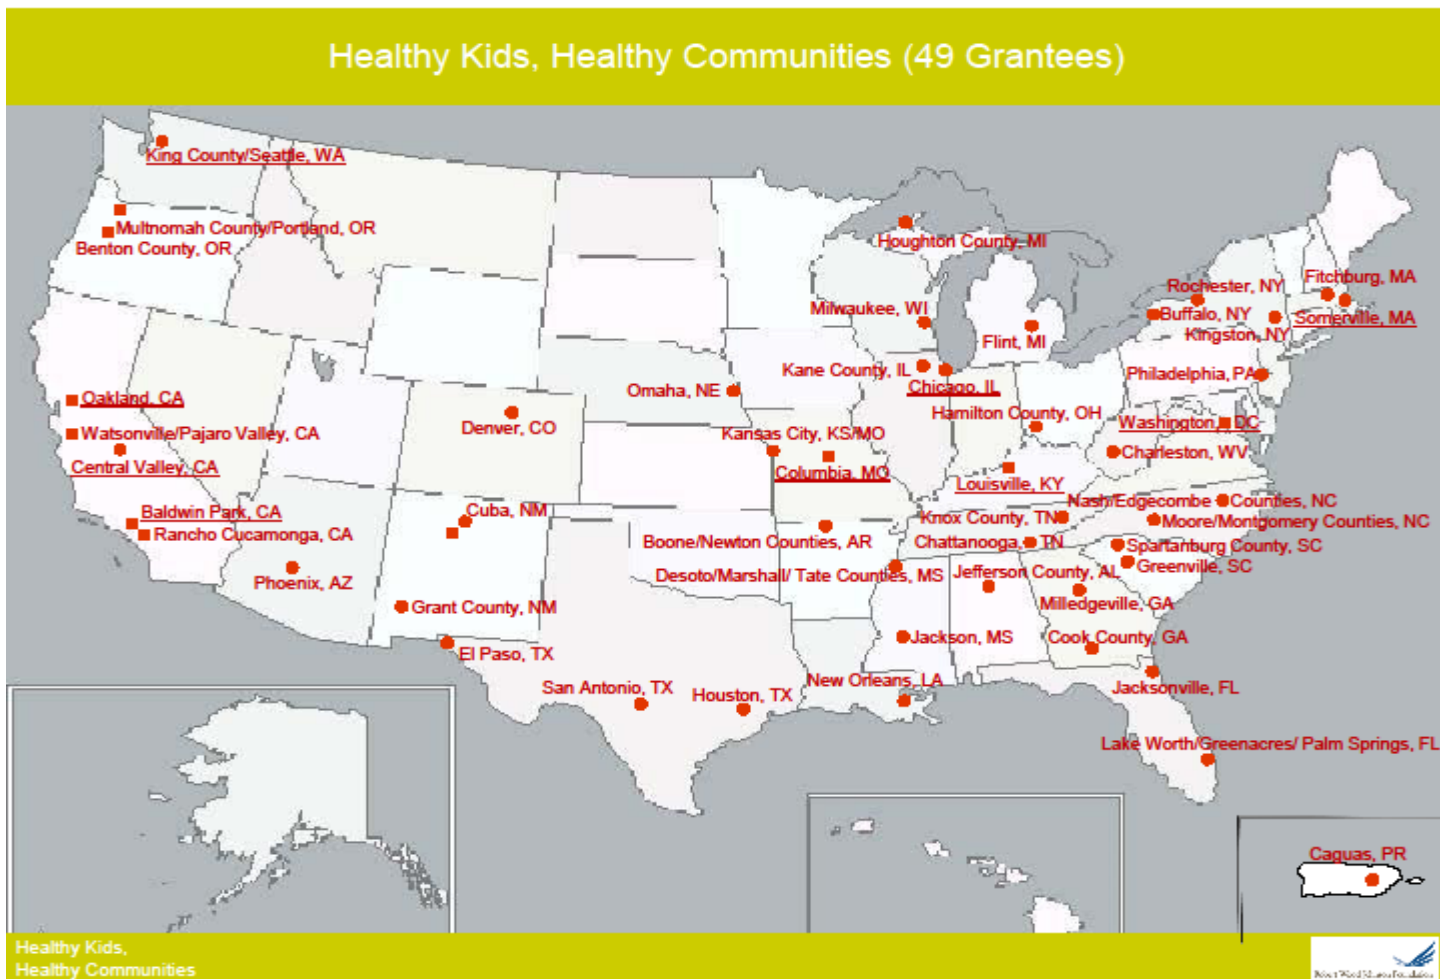 Healthy Kids, Healthy Communities (49 Grantees)
King County/Seattle, WA
Multnomah County/Portland, OR
Benton County, OR
Houghton County, MI
Fitchburg, MA
Rochester, NY
Milwaukee, WI
Buffalo, NY
Somerville, MA
Kingston, NY
Flint, MI
Kane County, IL
Philadelphia, PA
Chicago, IL
Omaha, NE
Oakland, CA
Hamilton County, OH
Washington, DC
Denver, CO
Kansas City, KS/MO
Watsonville/Pajaro Valley, CA
Charleston, WV
Central Valley, CA
Columbia, MO
Louisville, KY
Nash/Edgecombe Counties, NC
Baldwin Park, CA
Cuba, NM
Knox County, TN
Moore/Montgomery Counties, NC
Rancho Cucamonga, CA
Boone/Newton Counties, AR
Chattanooga, TN
Spartanburg County, SC
Greenville, SC
Phoenix, AZ
Desoto/Marshall/ Tate Counties, MS
Jefferson County, AL
Grant County, NM
Milledgeville, GA
Jackson, MS
Cook County, GA
El Paso, TX
New Orleans, LA
Jacksonville, FL
San Antonio, TX
Houston, TX
Lake Worth/Greenacres/ Palm Springs, FL
Caguas, PR
Healthy Kids,
Healthy Communities
Robert Wood Johnson Foundation